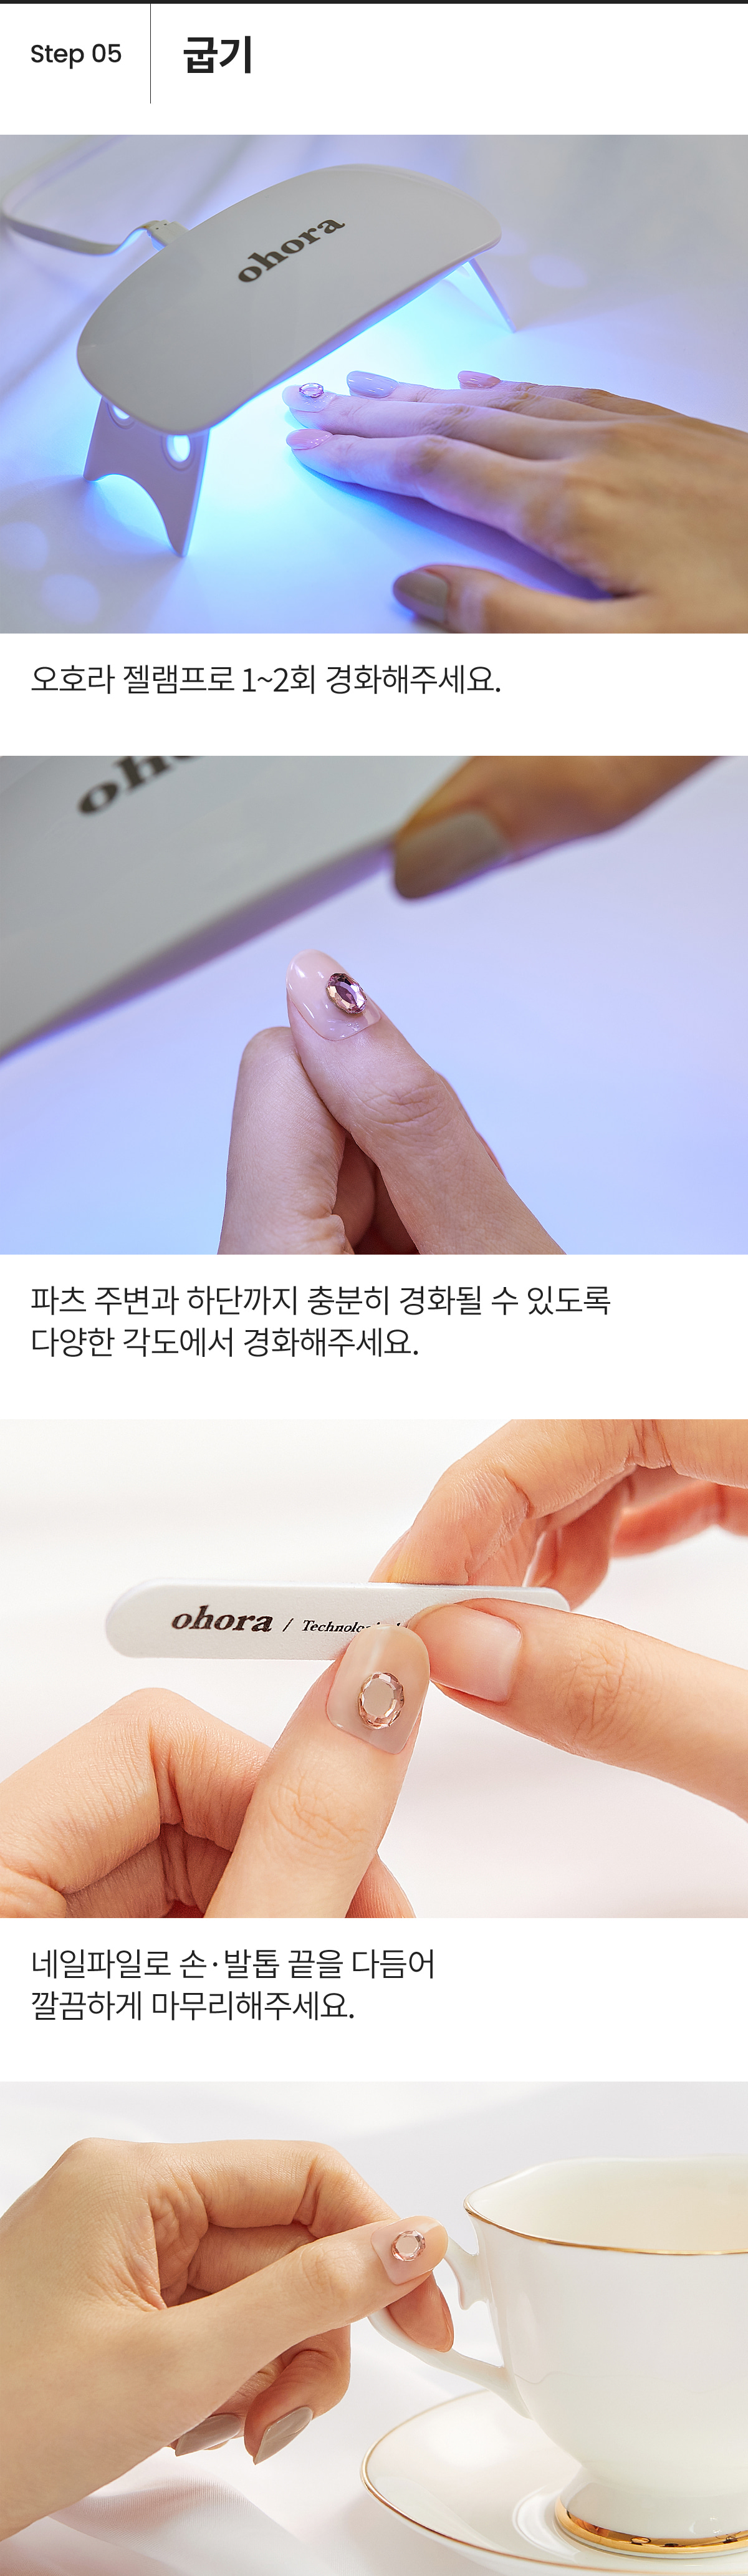 Step 05
굽기
ohora
오호라 젤램프로 1~2회 경화해주세요.
파츠 주변과 하단까지 충분히 경화될 수 있도록
다양한 각도에서 경화해주세요.
ohora /
네일파일로 손·발톱 끝을 다듬어
깔끔하게 마무리해주세요.